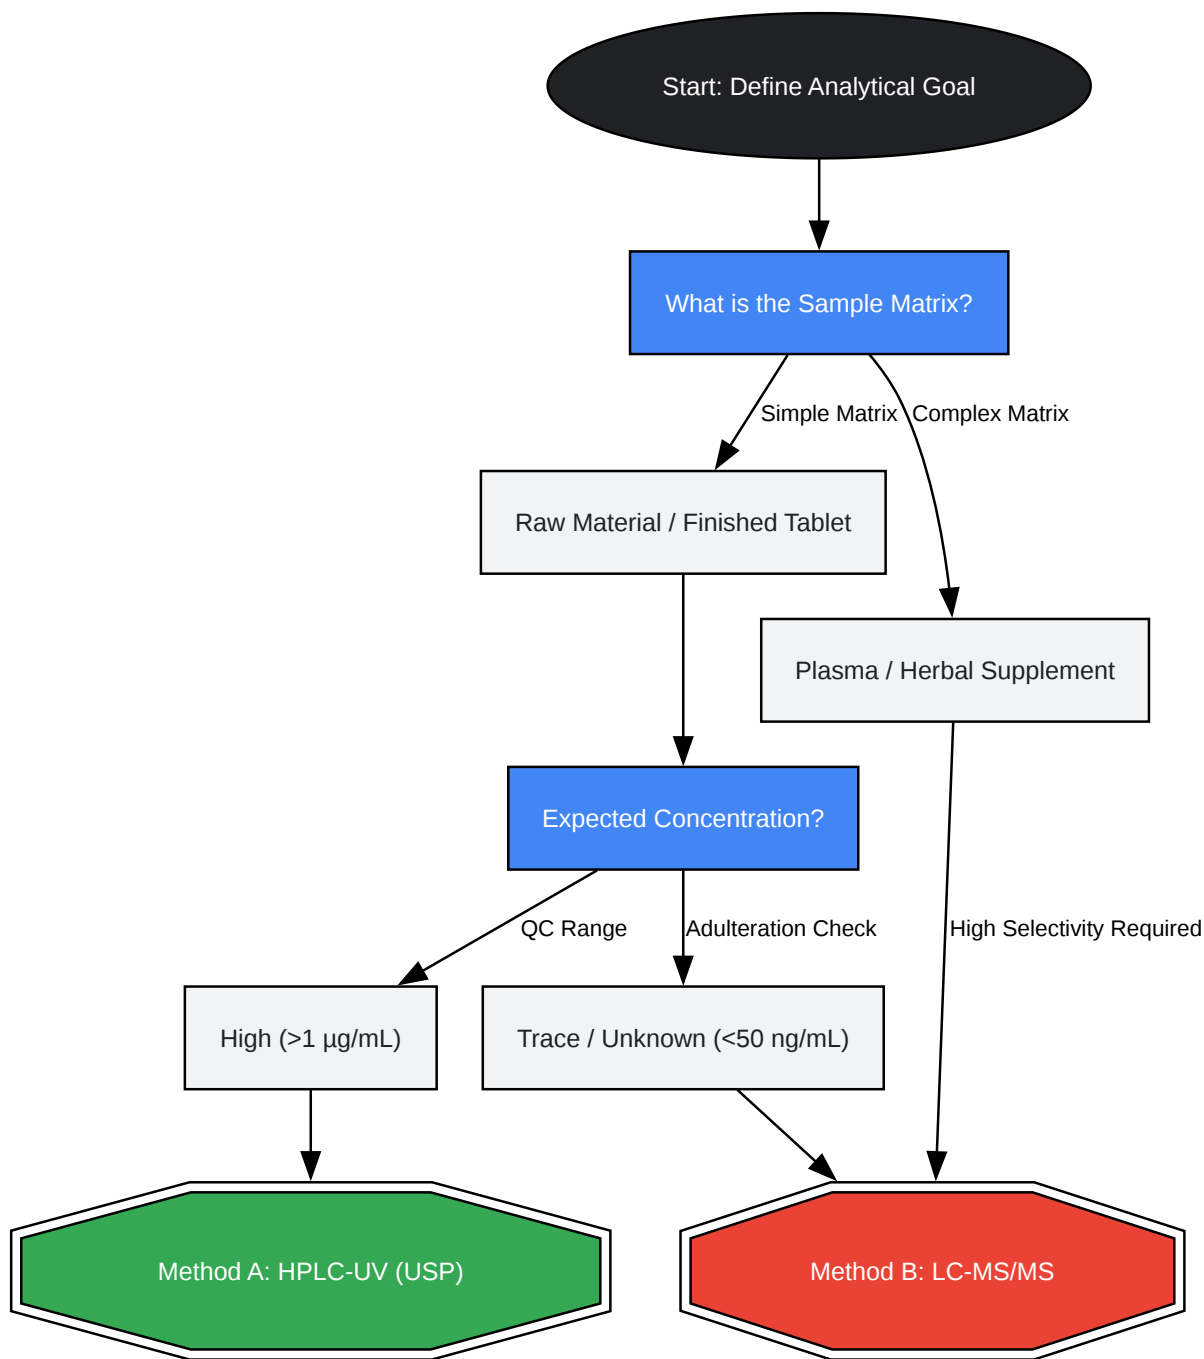 Start: Define Analytical Goal
What is the Sample Matrix?
Simple Matrix
Complex Matrix
Raw Material / Finished Tablet
Plasma / Herbal Supplement
Expected Concentration?
QC Range
Adulteration Check
High Selectivity Required
High (>1 µg/mL)
Trace / Unknown (<50 ng/mL)
Method A: HPLC-UV (USP)
Method B: LC-MS/MS